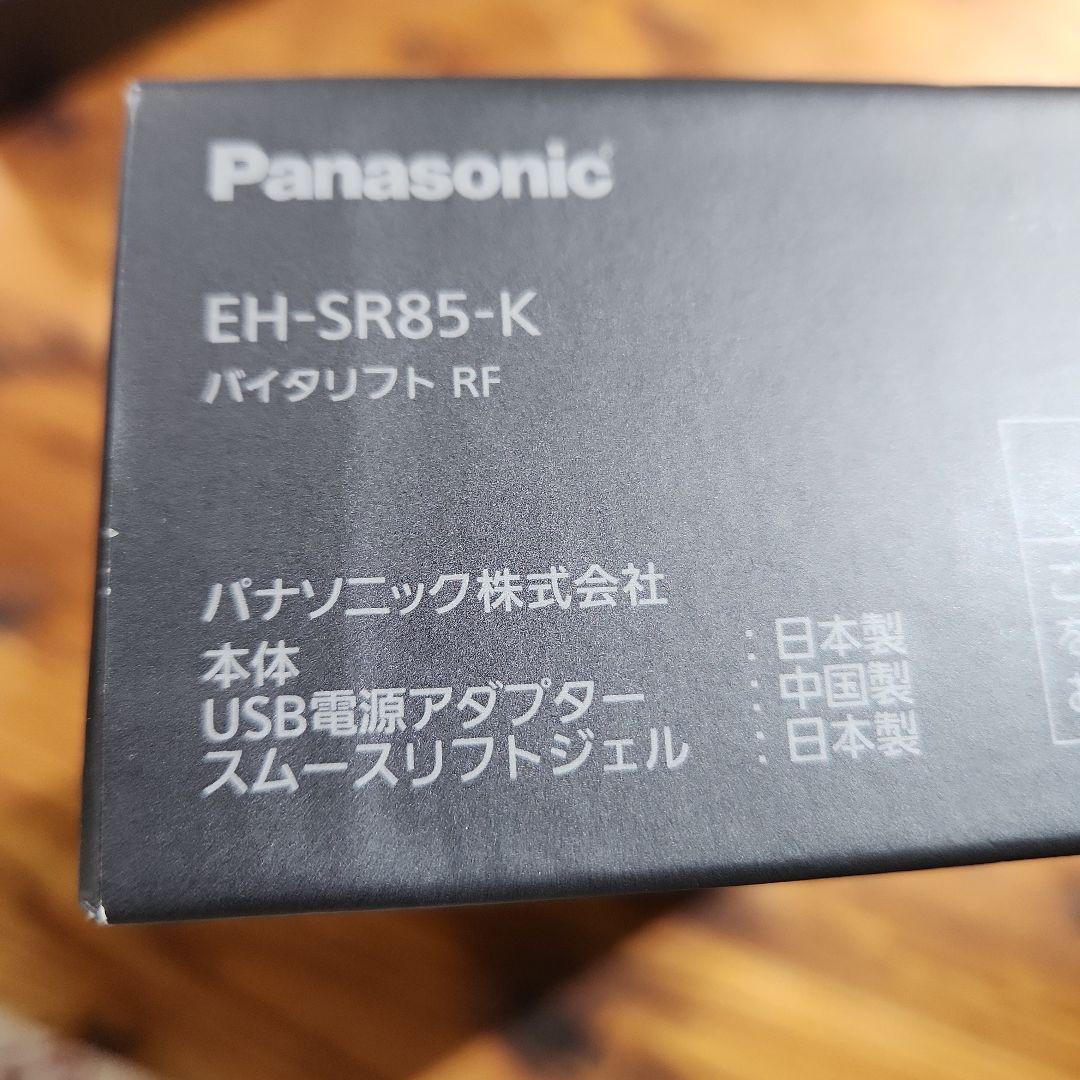 Panasonic
EH-SR85-K
バイタリフト RF
パナソニック株式会社
本体 : 日本製
USB電源アダプター : 中国製
スムースリフトジェル : 日本製